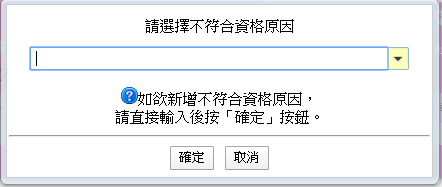 請選擇不符合資格原因
如欲新增不符合資格原因，
請直接輸入後按「確定」按鈕。
確定
取消